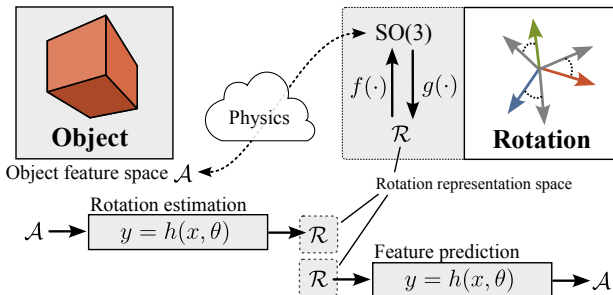 SO(3)
f(·) g(·)
R
Object
Physics
Rotation
Object feature space A
Rotation representation space
Rotation estimation
A y = h(x, θ) R
Feature prediction
R y = h(x, θ) A